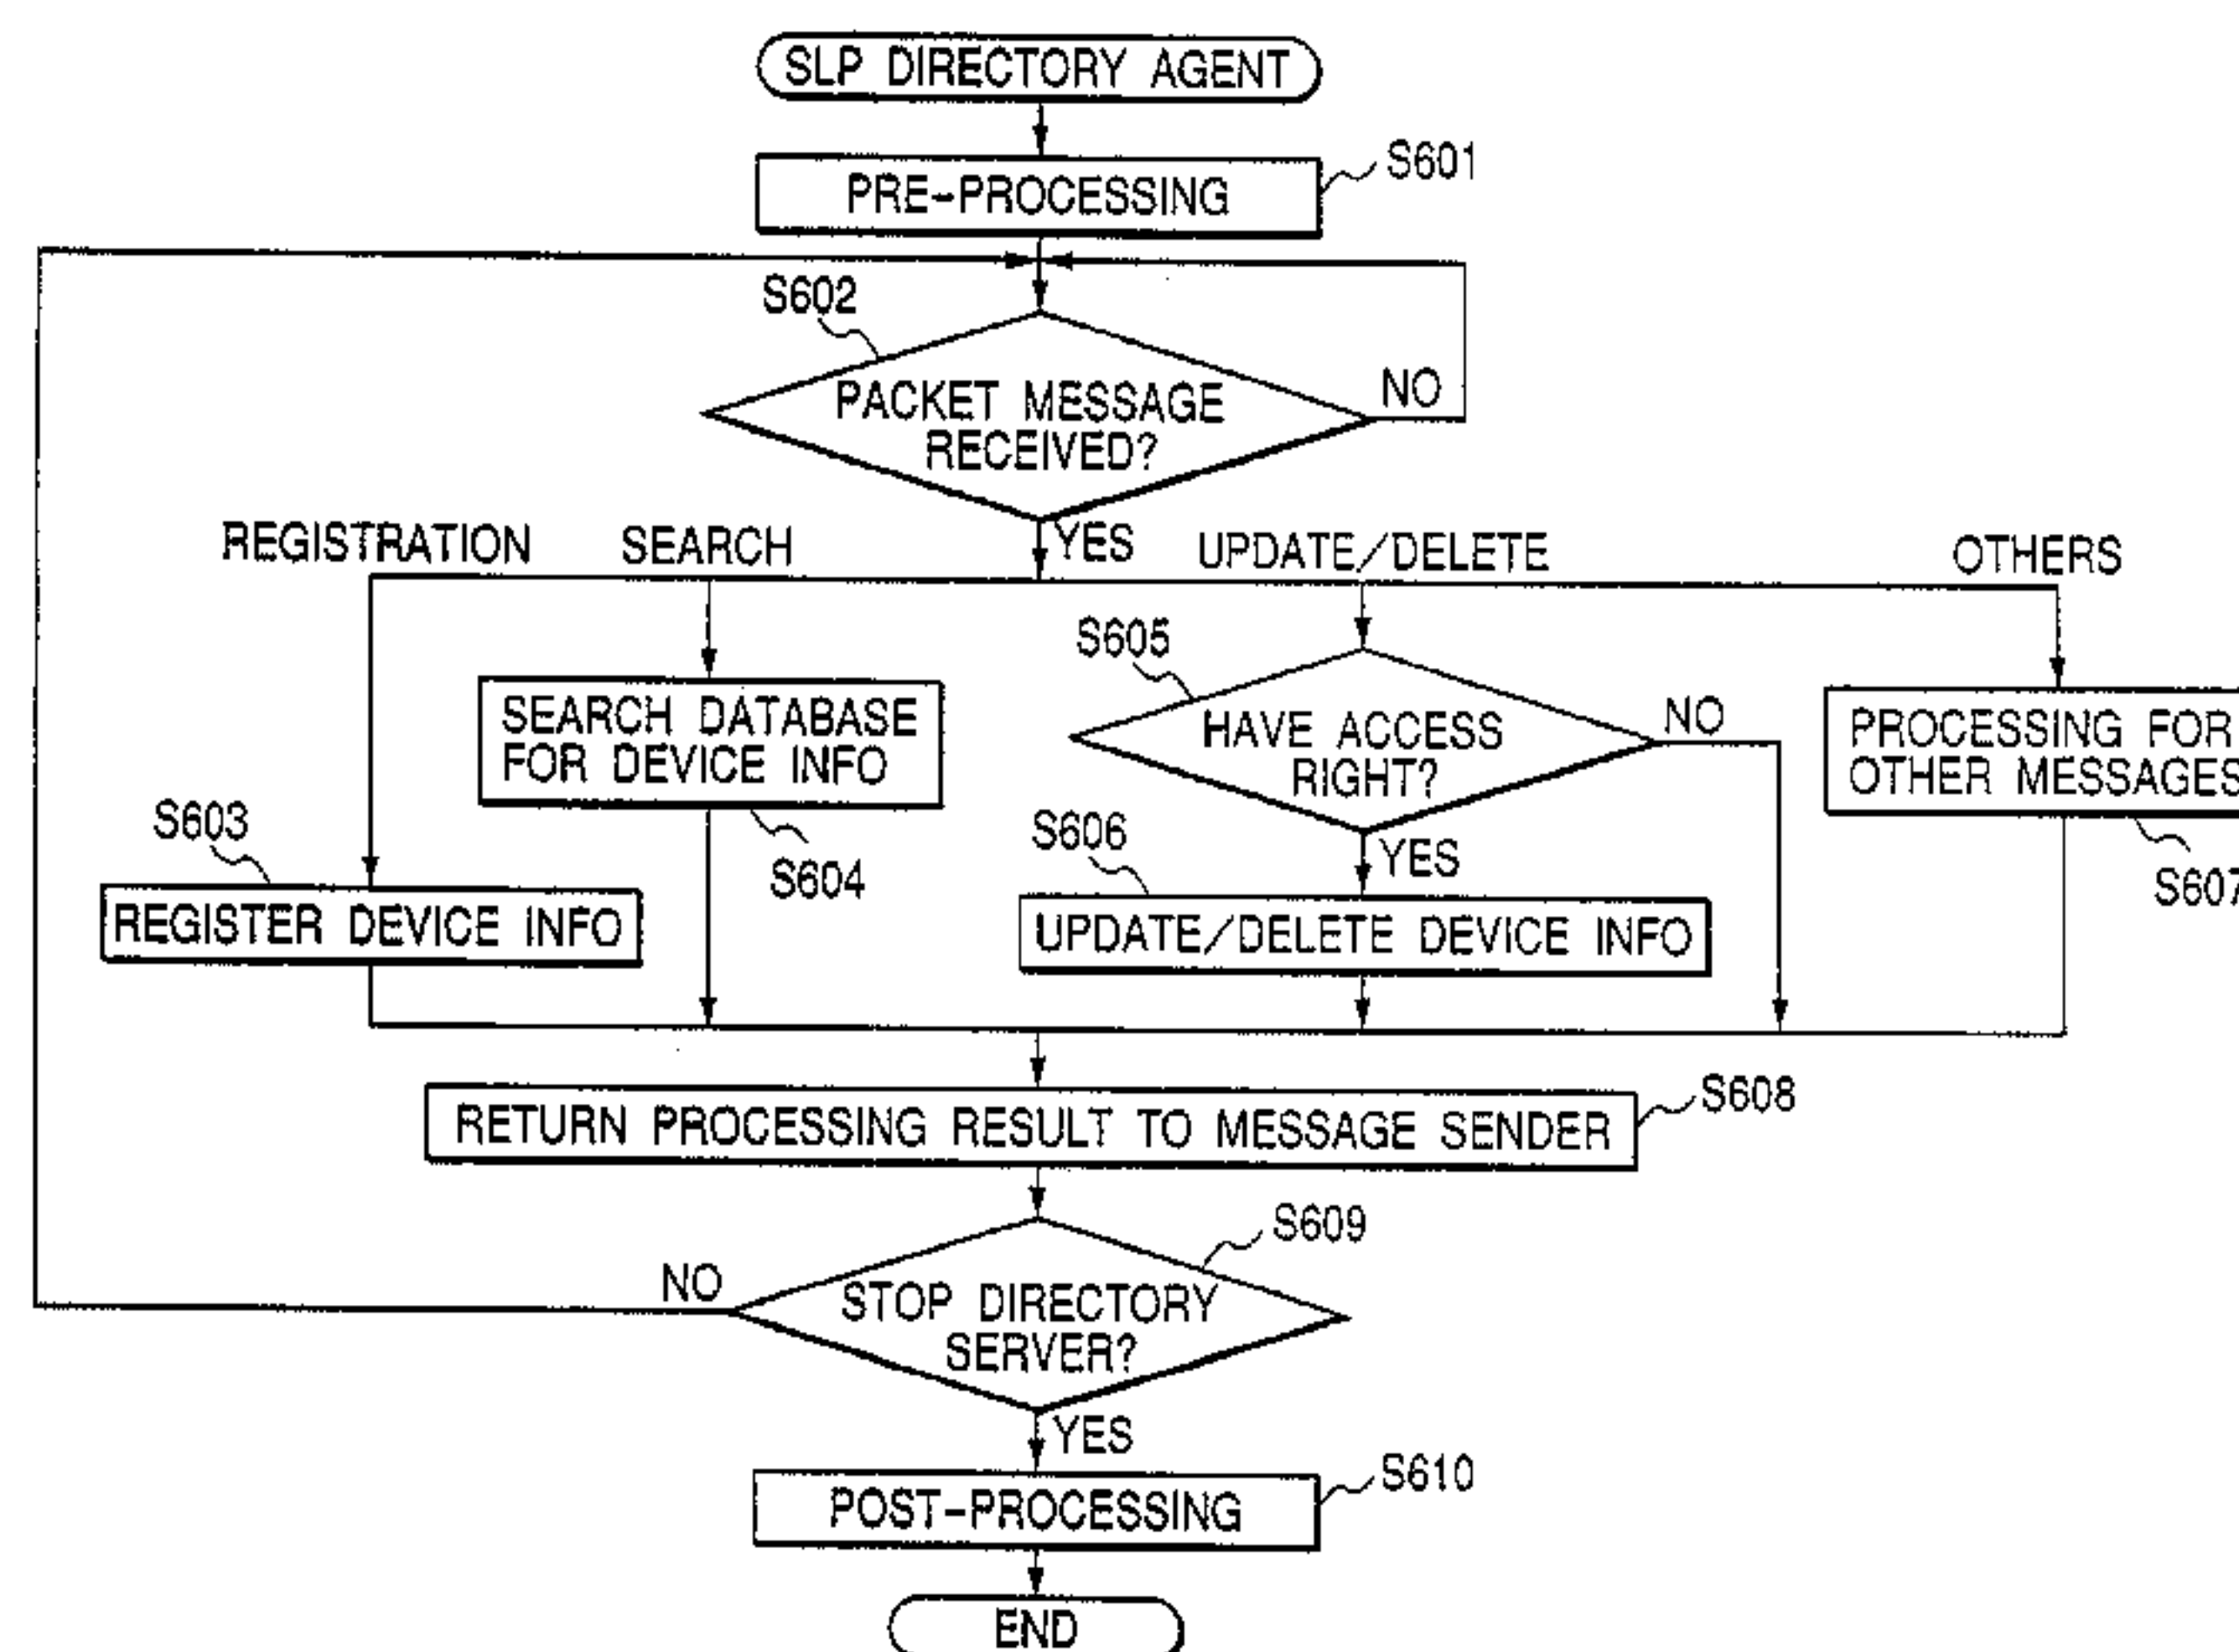 SLP DIRECTORY AGENT
PRE-PROCESSING
S601
S602
PACKET MESSAGE
RECEIVED?
NO
YES
REGISTRATION
SEARCH
UPDATE/DELETE
OTHERS
S605
SEARCH DATABASE
FOR DEVICE INFO
HAVE ACCESS
RIGHT?
NO
PROCESSING FOR
OTHER MESSAGES
S603
S604
S606
YES
S607
REGISTER DEVICE INFO
UPDATE/DELETE DEVICE INFO
RETURN PROCESSING RESULT TO MESSAGE SENDER
S608
S609
NO
STOP DIRECTORY
SERVER?
YES
POST-PROCESSING
S610
END